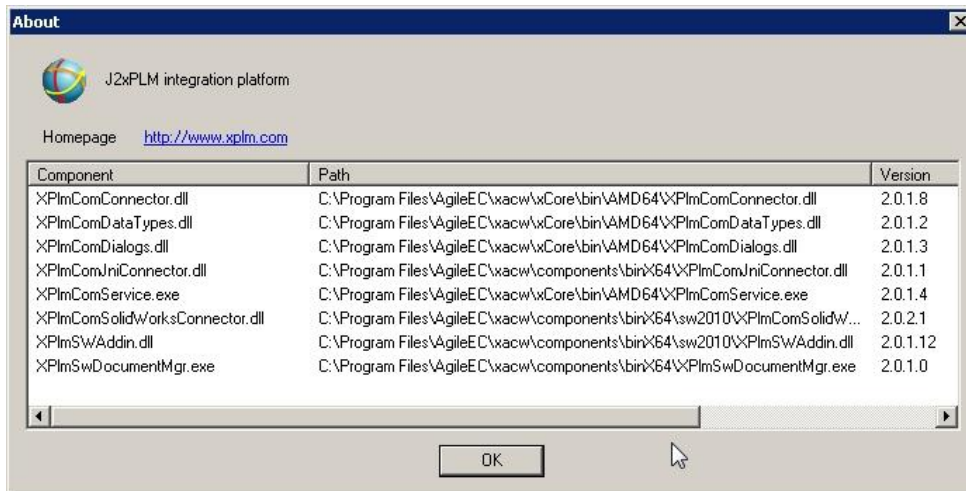 About
J2xPLM integration platform
Homepage http://www.xplm.com
Component Path Version
XPlmComConnector.dll C:\Program Files\AgileEC\xacw\xCore\bin\AMD64\XPlmComConnector.dll 2.0.1.8
XPlmComDataTypes.dll C:\Program Files\AgileEC\xacw\xCore\bin\AMD64\XPlmComDataTypes.dll 2.0.1.2
XPlmComDialogs.dll C:\Program Files\AgileEC\xacw\xCore\bin\AMD64\XPlmComDialogs.dll 2.0.1.3
XPlmComJniConnector.dll C:\Program Files\AgileEC\xacw\components\binX64\XPlmComJniConnector.dll 2.0.1.1
XPlmComService.exe C:\Program Files\AgileEC\xacw\xCore\bin\AMD64\XPlmComService.exe 2.0.1.4
XPlmComSolidWorksConnector.dll C:\Program Files\AgileEC\xacw\components\binX64\sw2010\XPlmComSolidW... 2.0.2.1
XPlmSWAddin.dll C:\Program Files\AgileEC\xacw\components\binX64\sw2010\XPlmSWAddin.dll 2.0.1.12
XPlmSwDocumentMgr.exe C:\Program Files\AgileEC\xacw\components\binX64\XPlmSwDocumentMgr.exe 2.0.1.0
OK